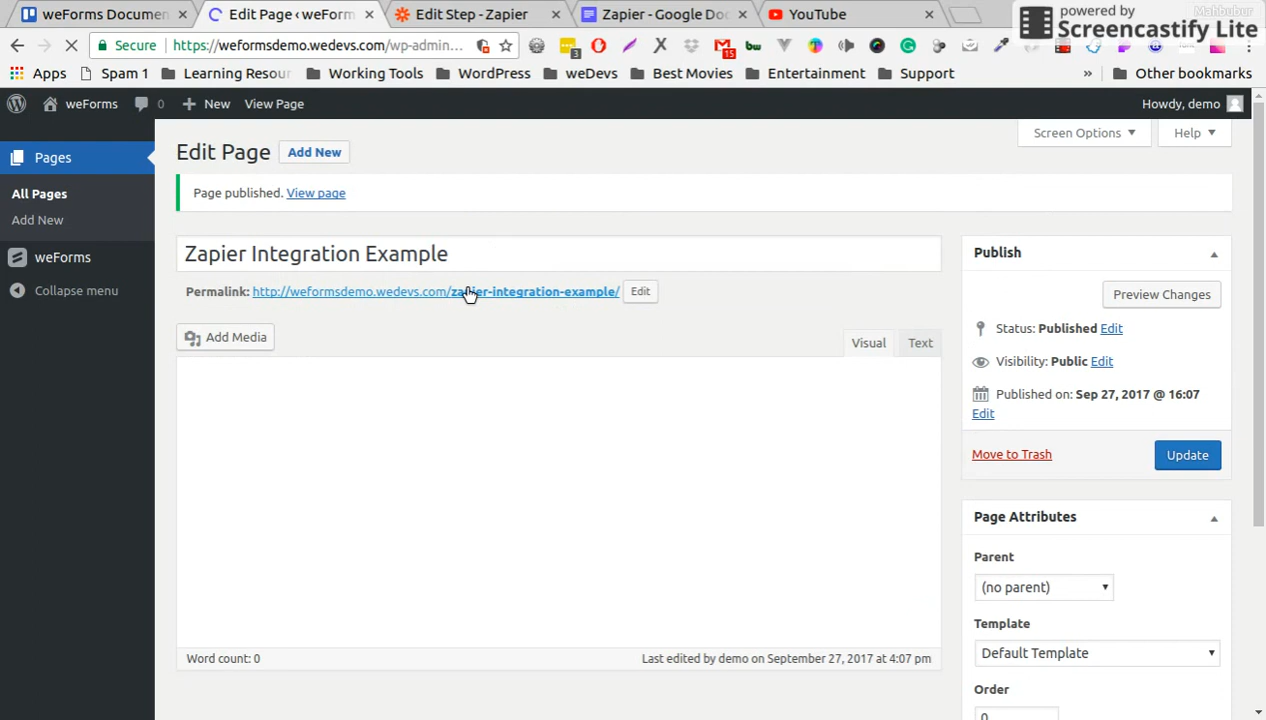 weForms Documen
Edit Page ‹ weForm
Edit Step - Zapier
Zapier - Google Doc
YouTube
Mahbubur
powered by
Screencastify Lite
Secure
https://weformsdemo.wedevs.com/wp-admin...
3
15
bw
Apps
Spam 1
Learning Resou
Working Tools
WordPress
weDevs
Best Movies
Entertainment
Support
»
Other bookmarks
weForms
0
New
View Page
Howdy, demo
Screen Options
Help
Pages
All Pages
Add New
weForms
Collapse menu
Edit Page
Add New
Page published. View page
Zapier Integration Example
Permalink: http://weformsdemo.wedevs.com/zapier-integration-example/
Edit
Add Media
Visual
Text
Word count: 0
Last edited by demo on September 27, 2017 at 4:07 pm
Publish
Preview Changes
Status: Published Edit
Visibility: Public Edit
Published on: Sep 27, 2017 @ 16:07
Edit
Move to Trash
Update
Page Attributes
Parent
(no parent)
Template
Default Template
Order
0